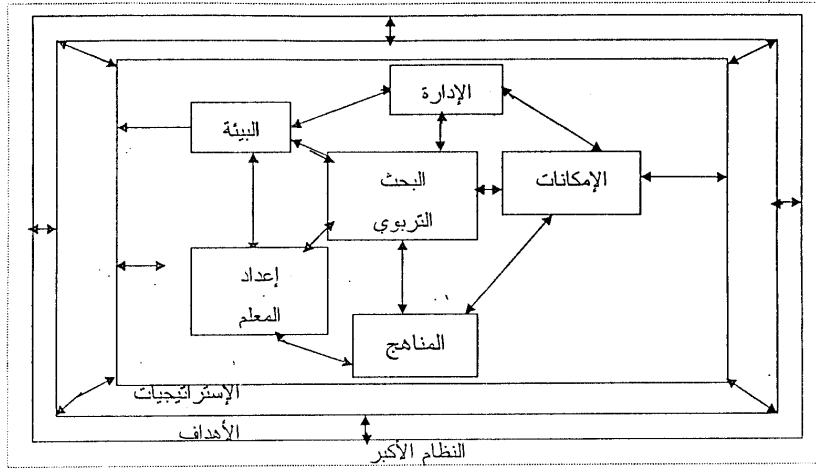 الإدارة
البيئة
البحث
التربوي
الإمكانات
إعداد
المعلم
المناهج
الإستراتيجيات
الأهداف
النظام الأكبر